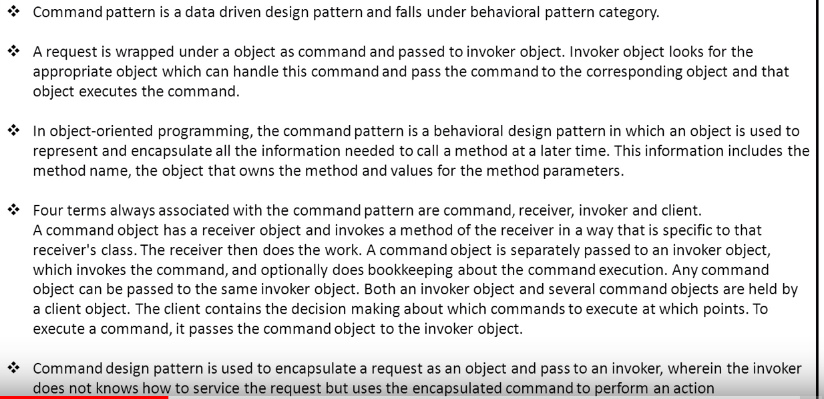 ❖ Command pattern is a data driven design pattern and falls under behavioral pattern category.
❖ A request is wrapped under a object as command and passed to invoker object. Invoker object looks for the
appropriate object which can handle this command and pass the command to the corresponding object and that
object executes the command.
❖ In object-oriented programming, the command pattern is a behavioral design pattern in which an object is used to
represent and encapsulate all the information needed to call a method at a later time. This information includes the
method name, the object that owns the method and values for the method parameters.
❖ Four terms always associated with the command pattern are command, receiver, invoker and client.
A command object has a receiver object and invokes a method of the receiver in a way that is specific to that
receiver's class. The receiver then does the work. A command object is separately passed to an invoker object,
which invokes the command, and optionally does bookkeeping about the command execution. Any command
object can be passed to the same invoker object. Both an invoker object and several command objects are held by
a client object. The client contains the decision making about which commands to execute at which points. To
execute a command, it passes the command object to the invoker object.
❖ Command design pattern is used to encapsulate a request as an object and pass to an invoker, wherein the invoker
does not knows how to service the request but uses the encapsulated command to perform an action